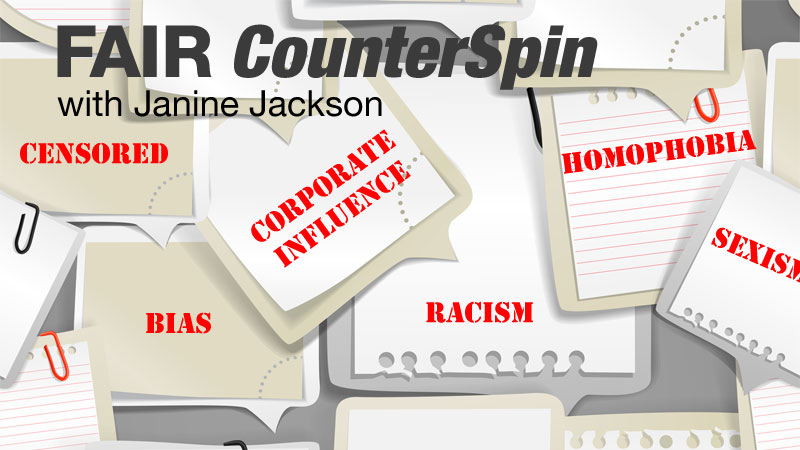 FAIR CounterSpin
with Janine Jackson
CENSORED
CORPORATE
INFLUENCE
HOMOPHOBIA
SEXISM
BIAS
RACISM